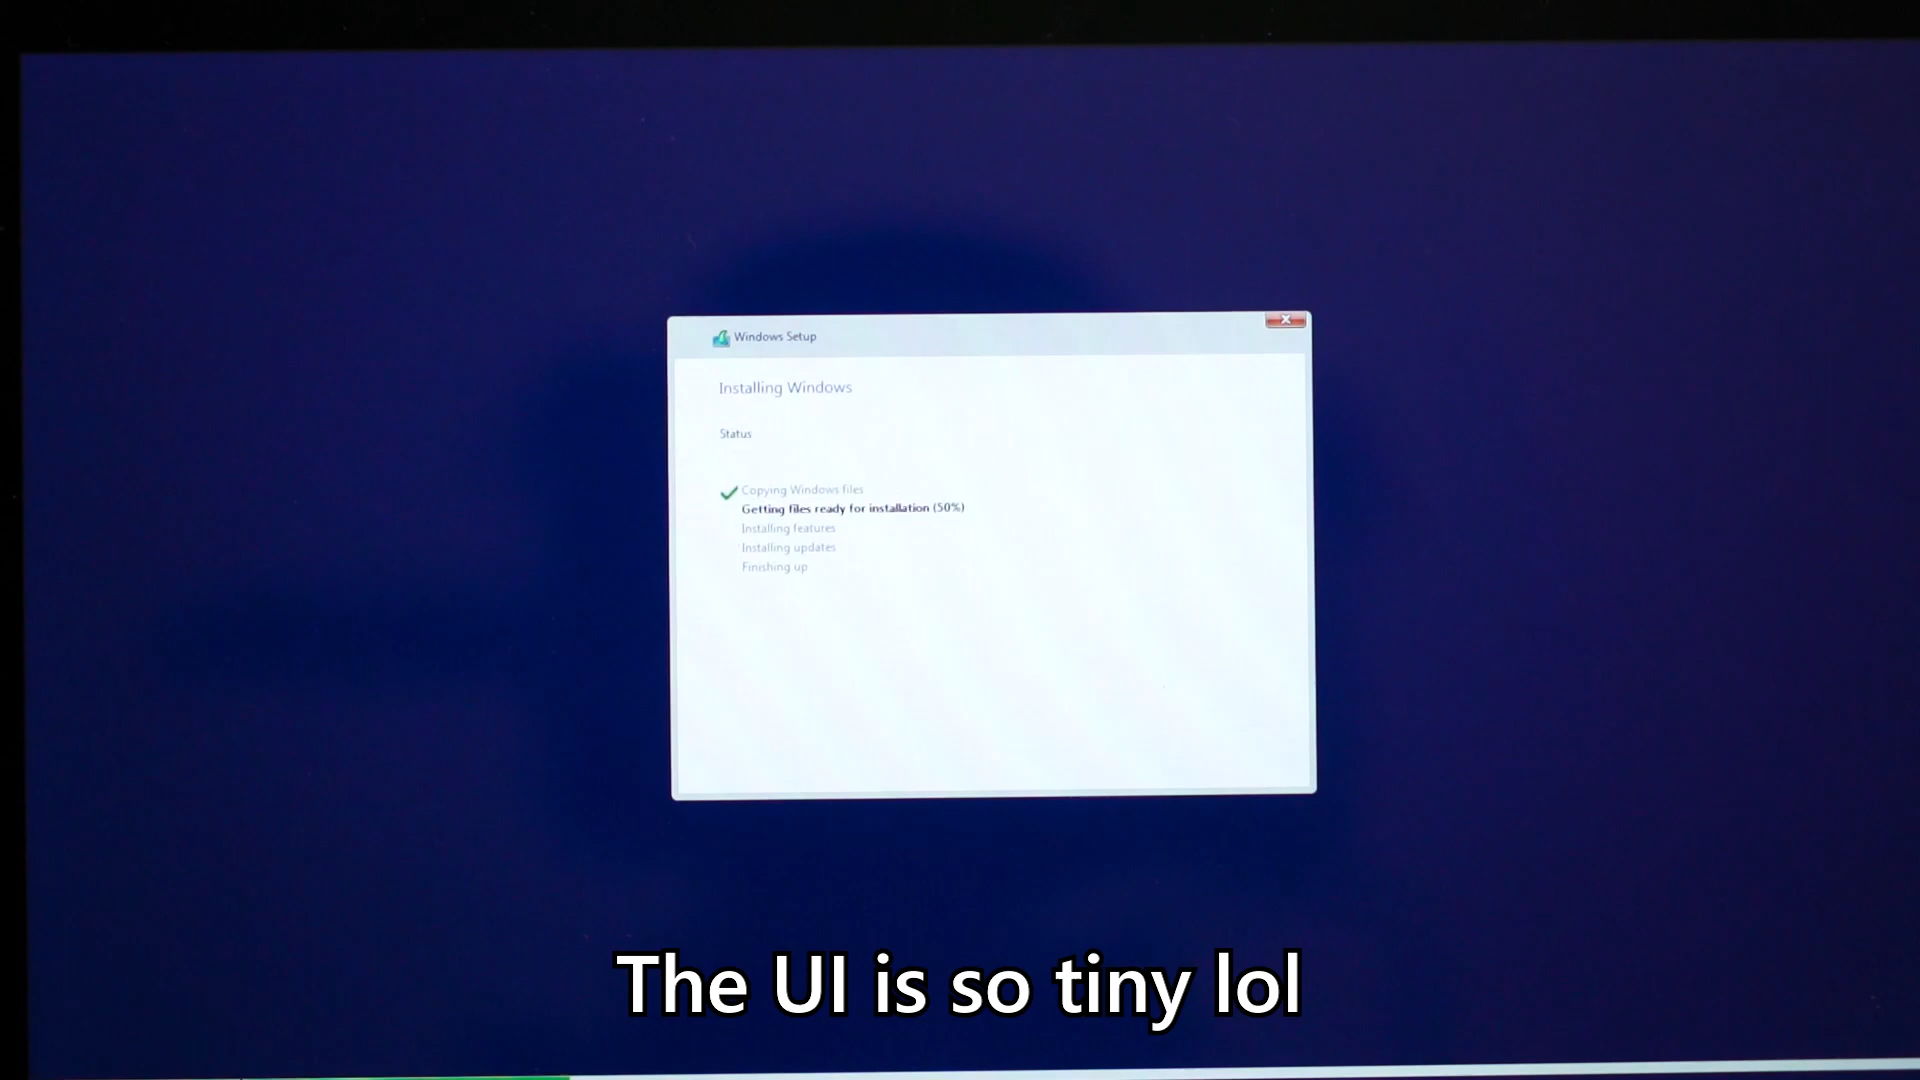 Windows Setup
Installing Windows
Status
Copying Windows files
Getting files ready for installation (50%)
Installing features
Installing updates
Finishing up
The UI is so tiny lol